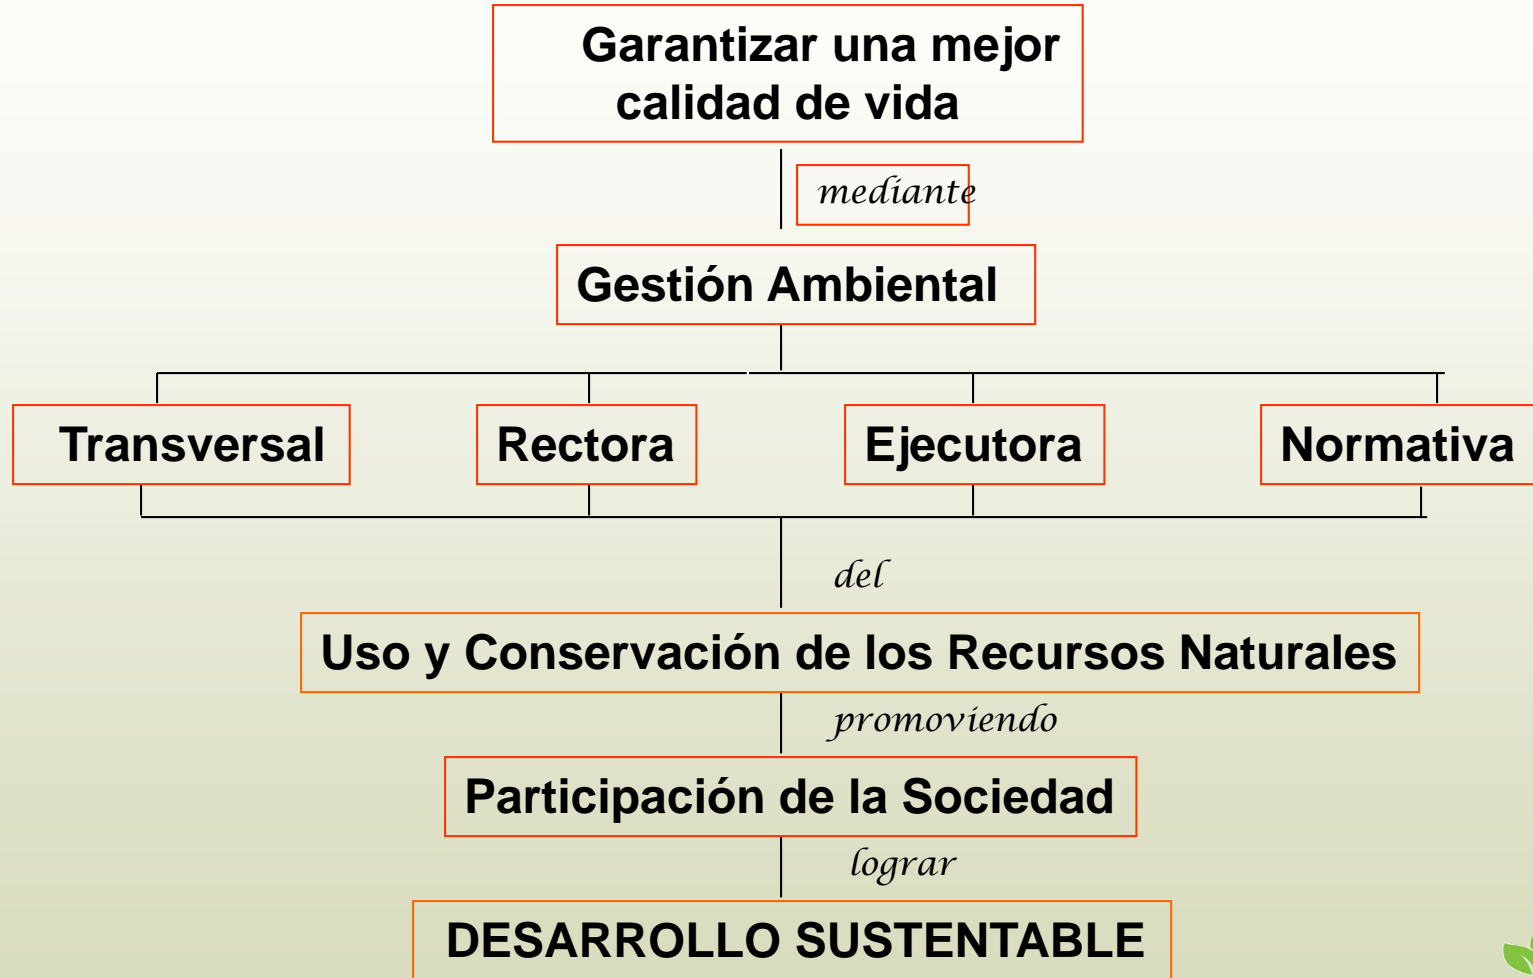 Garantizar una mejor
calidad de vida
mediante
Gestión Ambiental
Transversal
Rectora
Ejecutora
Normativa
del
Uso y Conservación de los Recursos Naturales
promoviendo
Participación de la Sociedad
lograr
DESARROLLO SUSTENTABLE